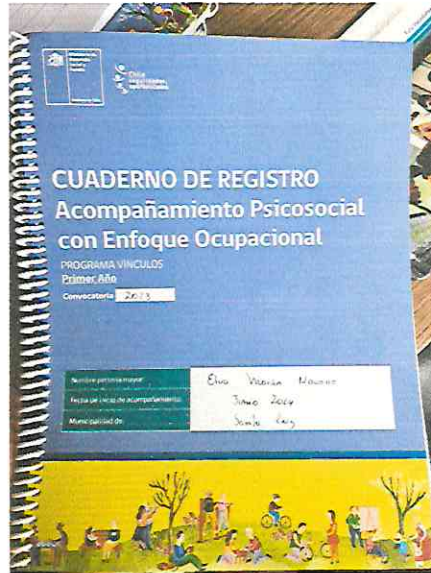 CUADERNO DE REGISTRO
Acompañamiento Psicosocial
con Enfoque Ocupacional
PROGRAMA VÍNCULOS
Primer Año
Convocatoria 2023
Nombre persona mayor:
Fecha de inicio de acompañamiento: Junio 2024
Municipalidad de: Santa Cruz